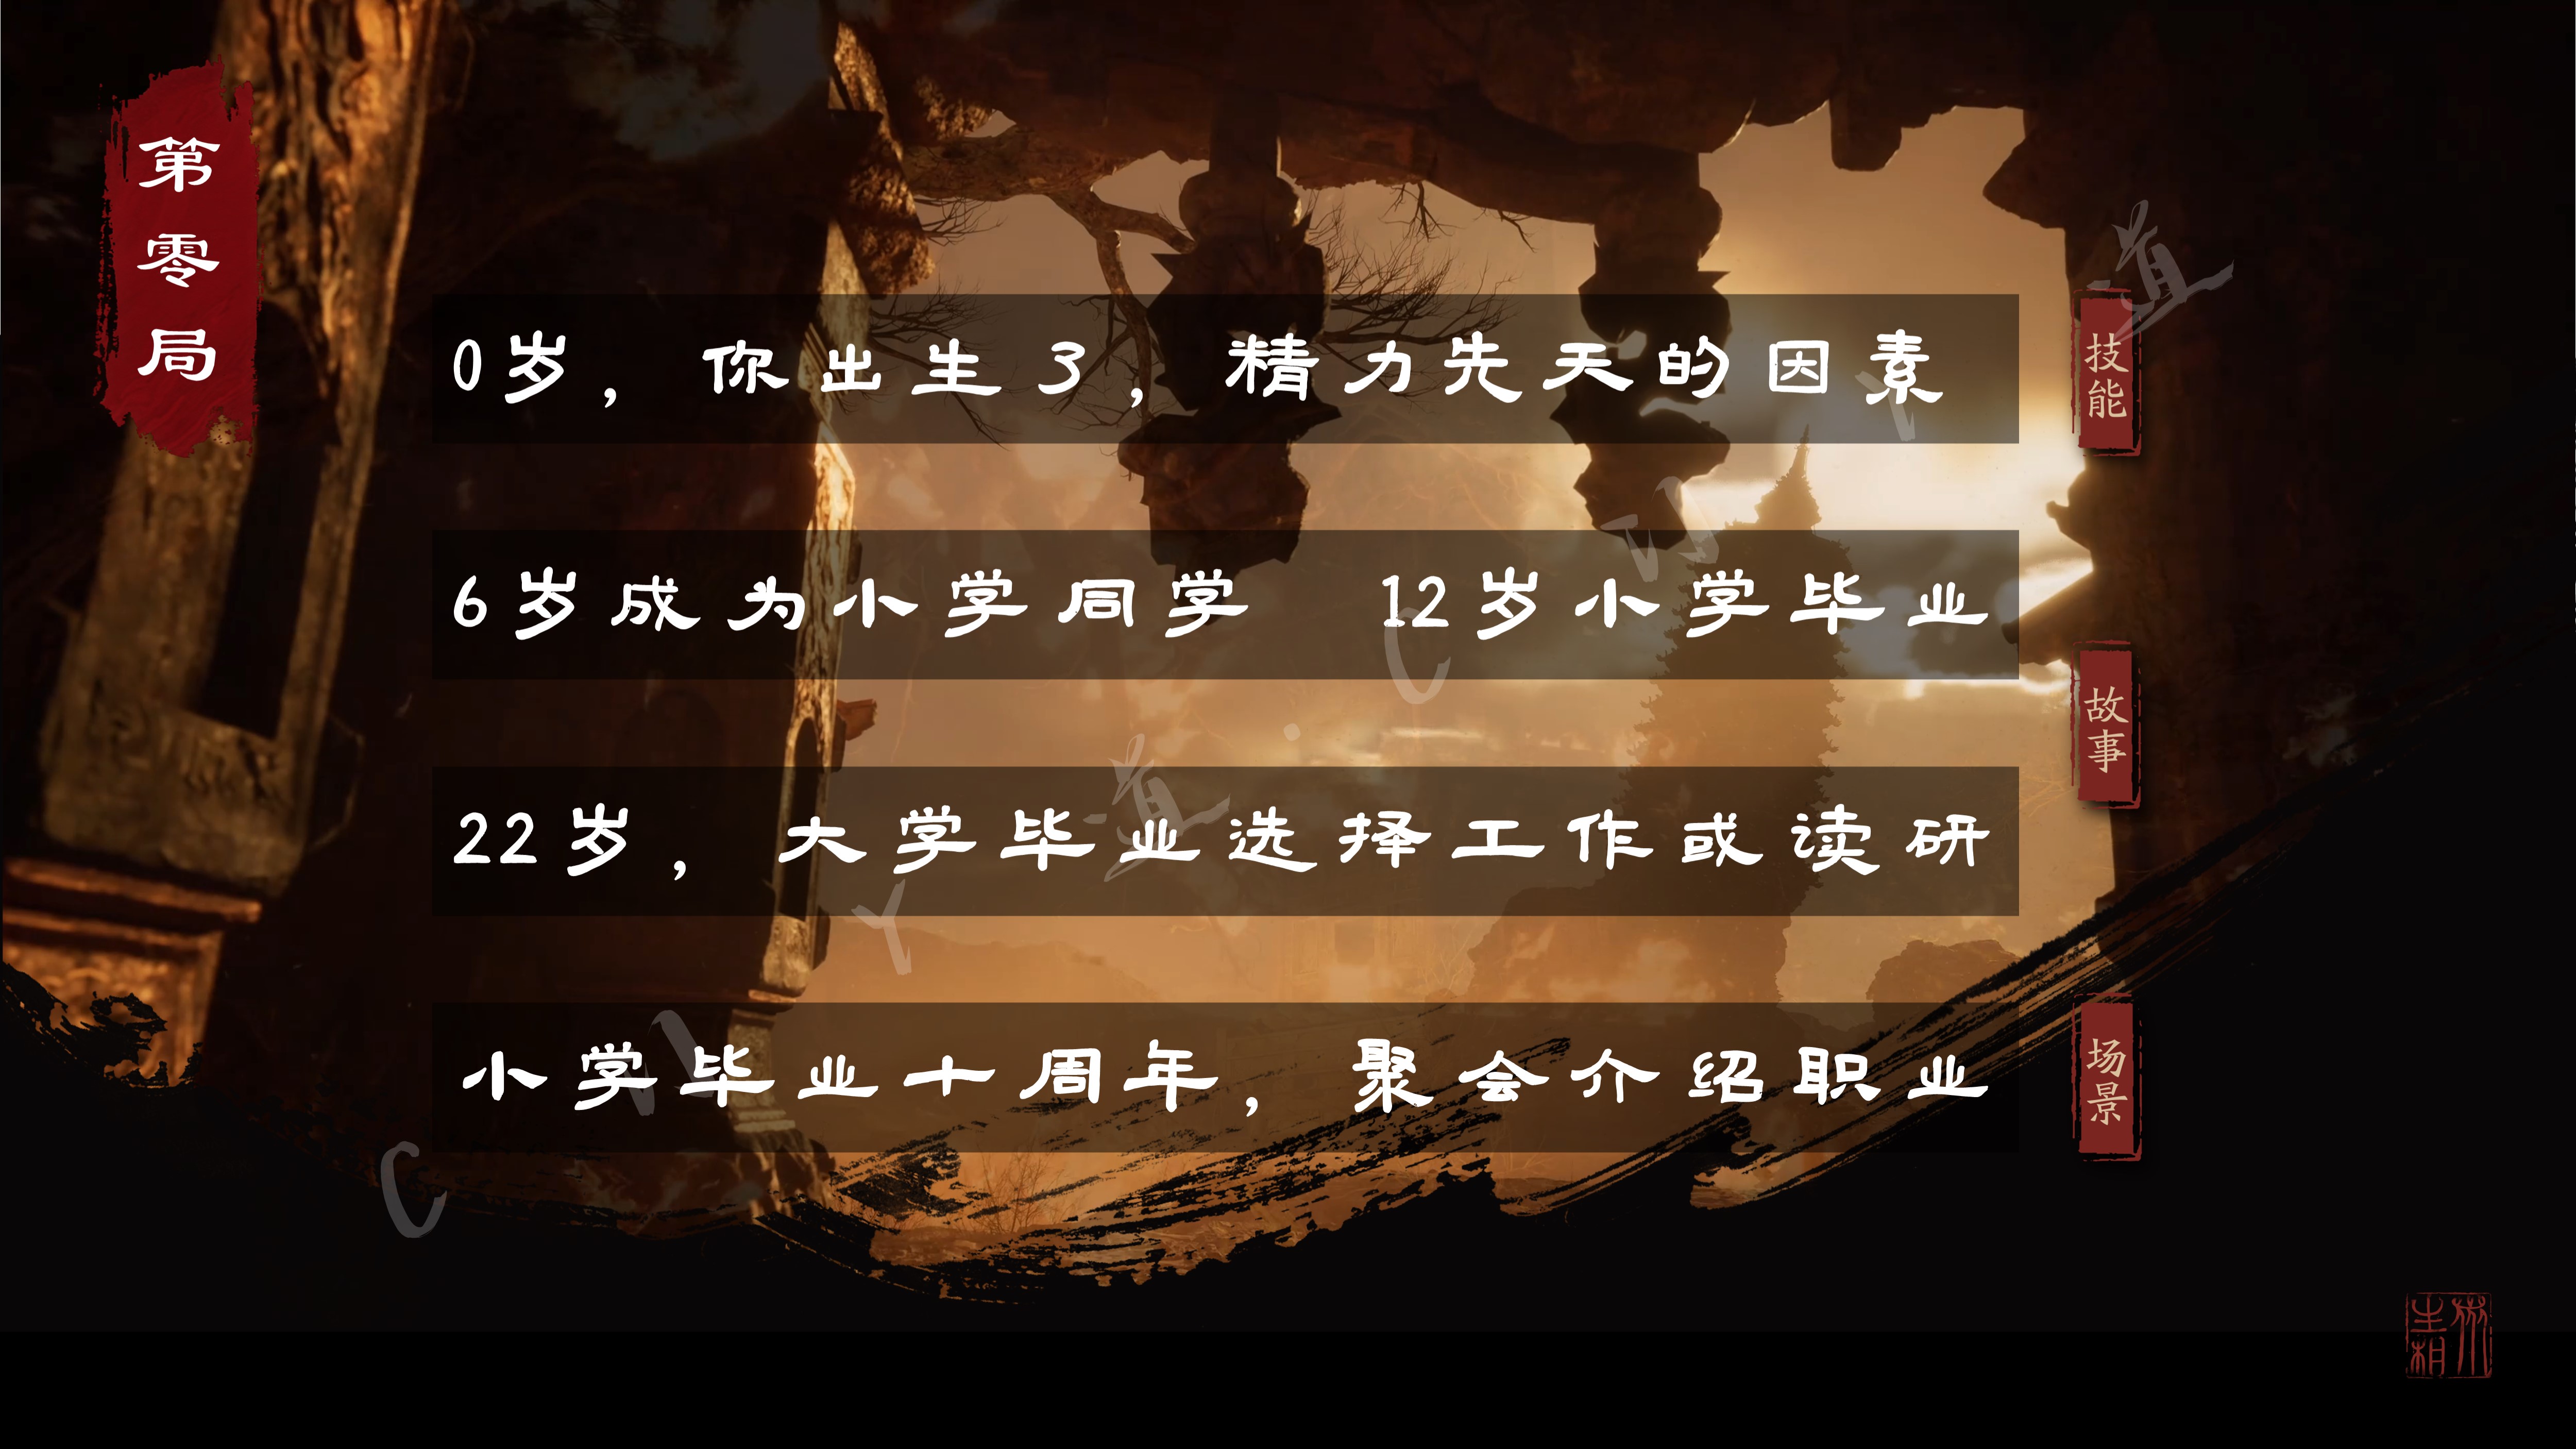 第零局
0岁，你出生了，精力先天的因素
技能
6岁成为小学同学 12岁小学毕业
故事
22岁，大学毕业选择工作或读研
小学毕业十周年，聚会介绍职业
场景
道
道
C
Y
C